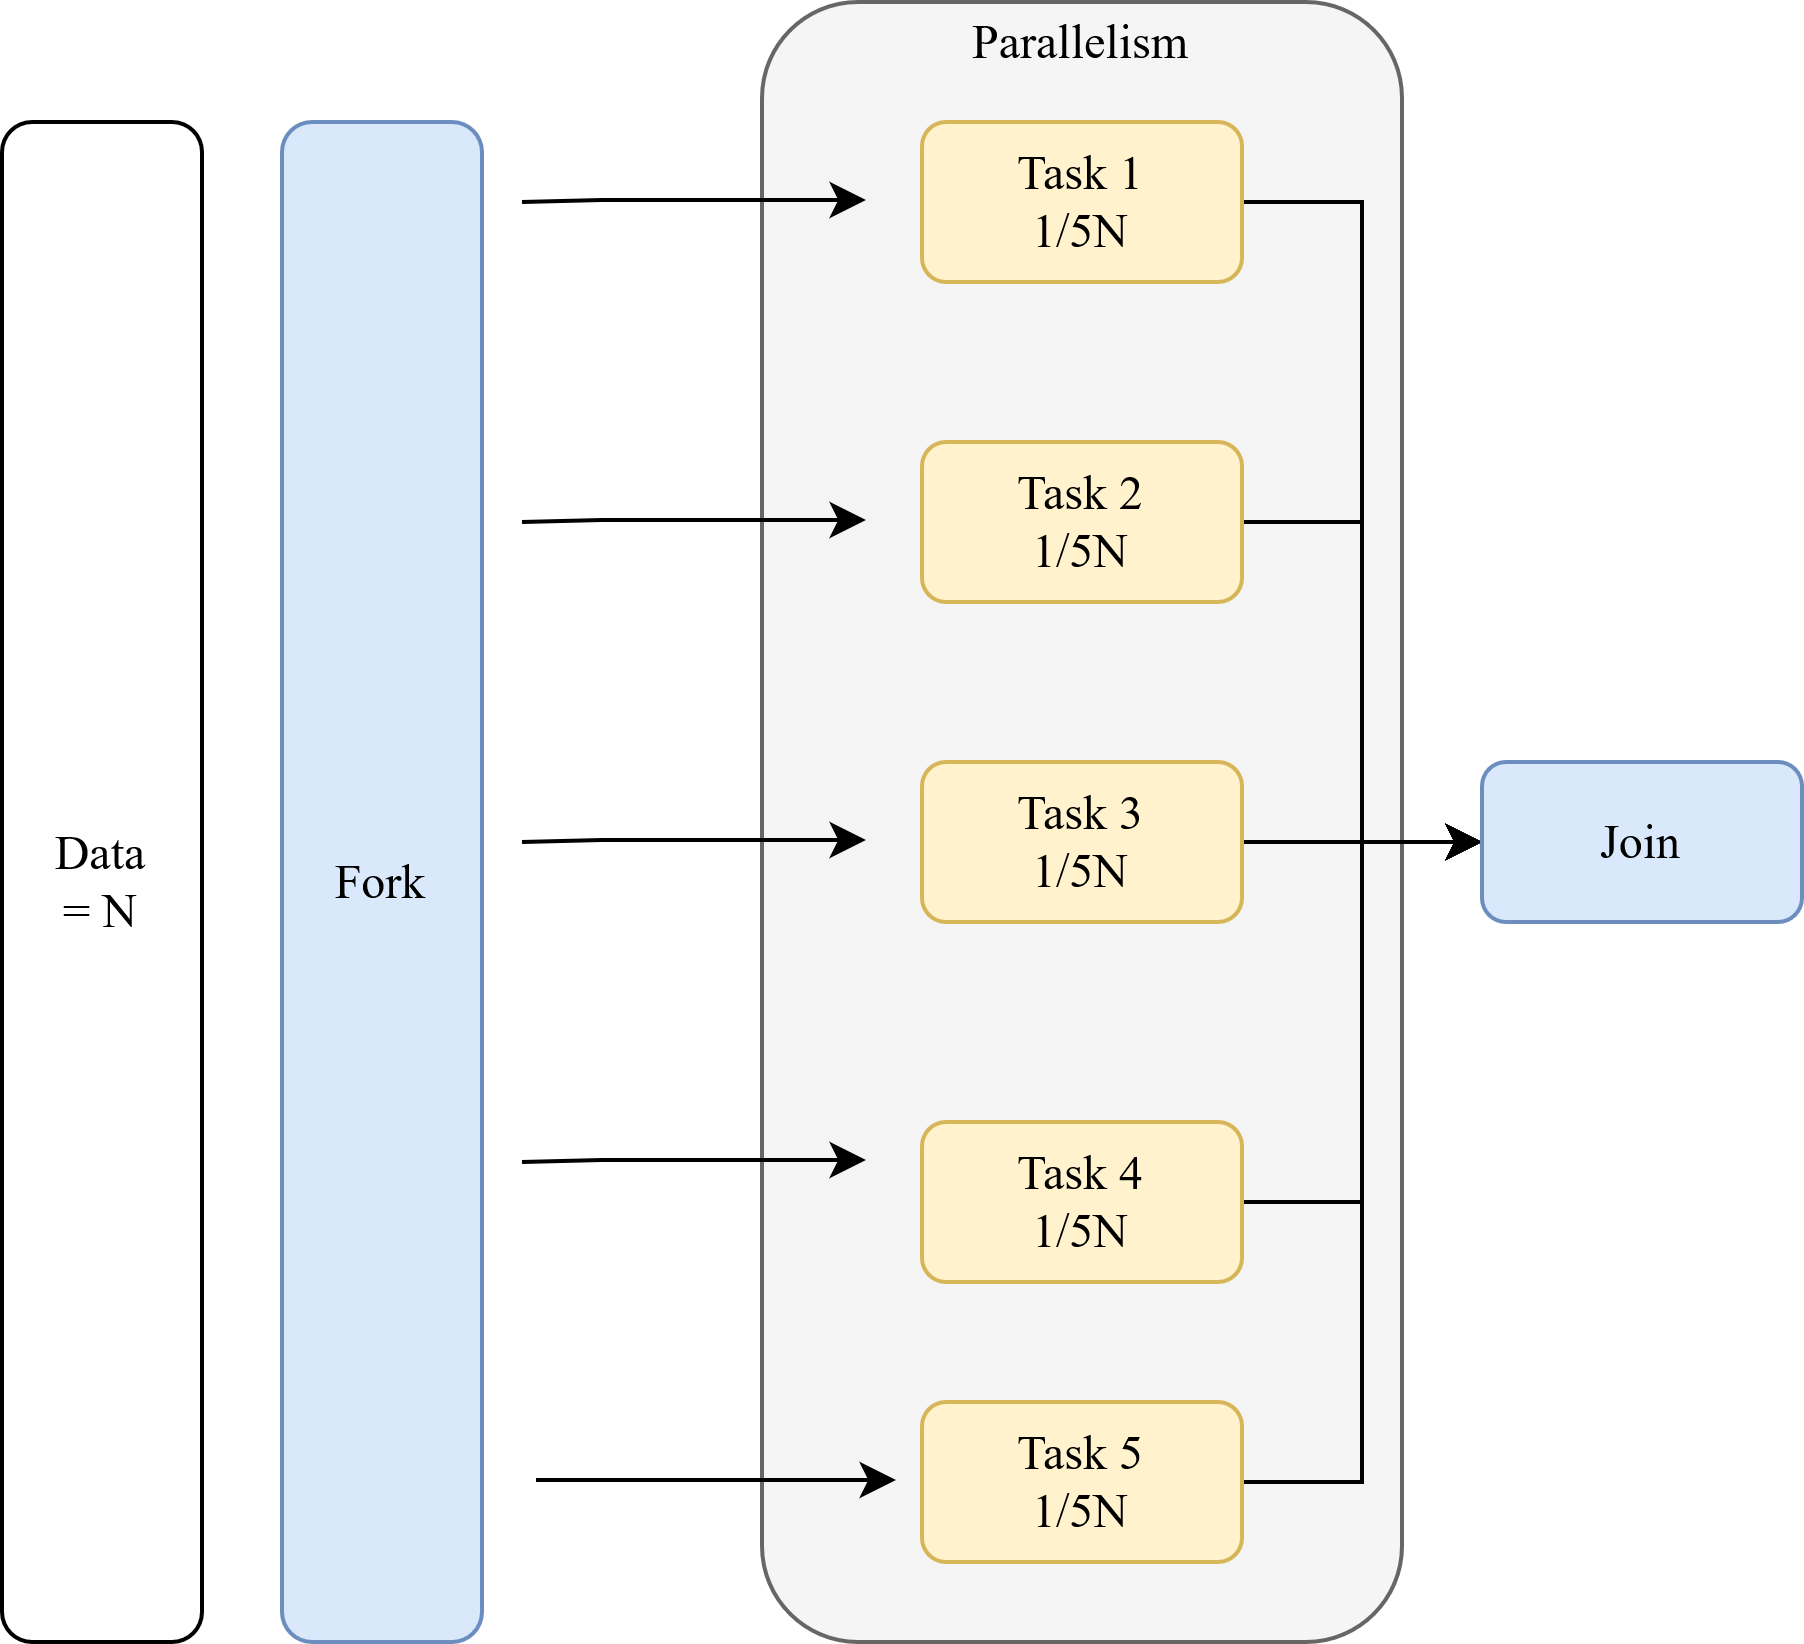 Parallelism
Data
= N
Fork
Task 1
1/5N
Task 2
1/5N
Task 3
1/5N
Task 4
1/5N
Task 5
1/5N
Join